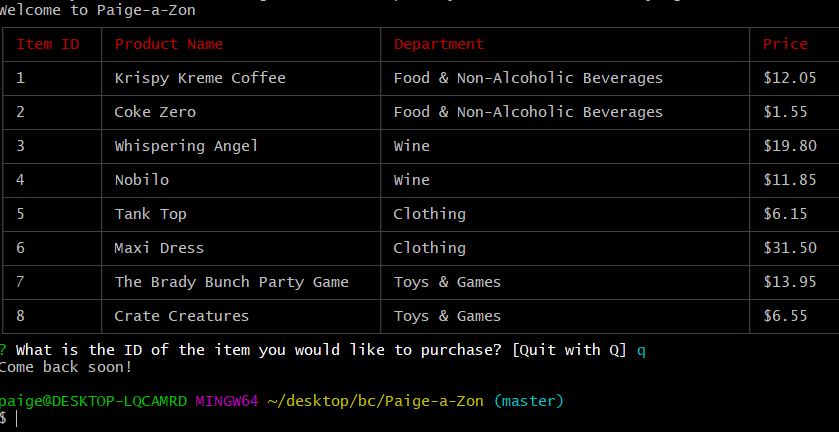 Welcome to Paige-a-Zon
Item ID Product Name Department Price
1 Krispy Kreme Coffee Food & Non-Alcoholic Beverages $12.05
2 Coke Zero Food & Non-Alcoholic Beverages $1.55
3 Whispering Angel Wine $19.80
4 Nobilo Wine $11.85
5 Tank Top Clothing $6.15
6 Maxi Dress Clothing $31.50
7 The Brady Bunch Party Game Toys & Games $13.95
8 Crate Creatures Toys & Games $6.55
? What is the ID of the item you would like to purchase? [Quit with Q] q
Come back soon!
paige@DESKTOP-LQCAMRD MINGW64 ~/desktop/bc/Paige-a-Zon (master)
$